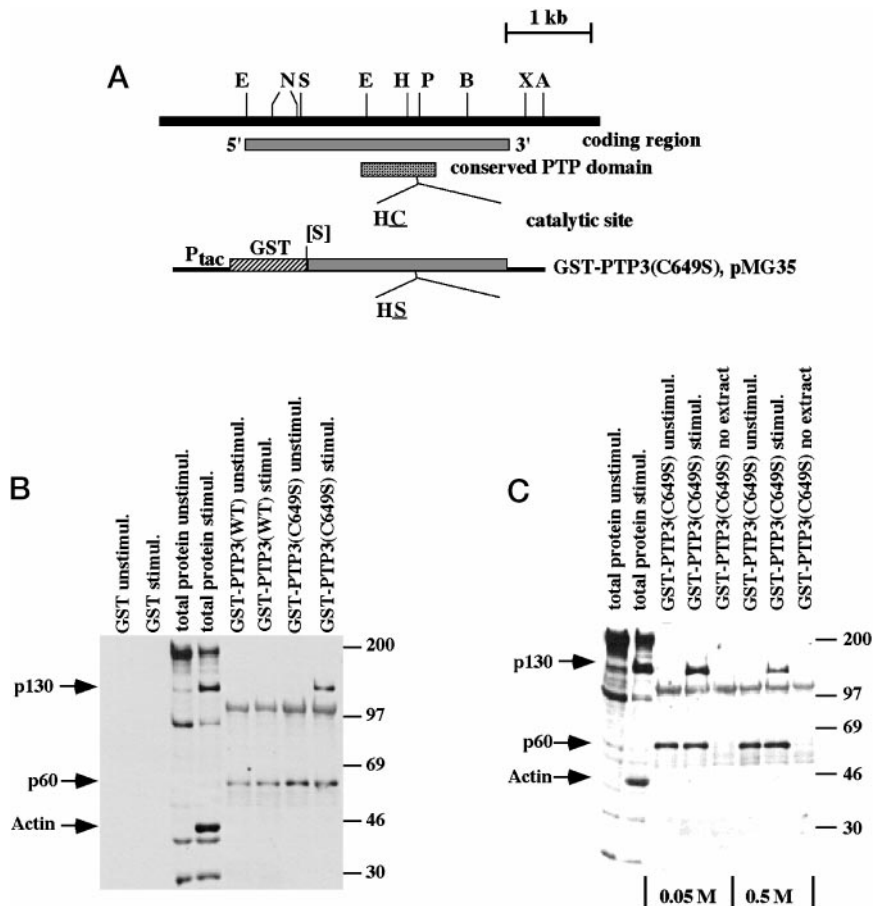 1 kb
A
E N S E H P B X A
5' 3' coding region
conserved PTP domain
HC catalytic site
[S]
Ptac GST
GST-PTP3(C649S), pMG35
HS
B
GST unstimul.
GST stimul.
total protein unstimul.
total protein stimul.
GST-PTP3(WT) unstimul.
GST-PTP3(WT) stimul.
GST-PTP3(C649S) unstimul.
GST-PTP3(C649S) stimul.
p130
p60
Actin
200
97
69
46
30
C
total protein unstimul.
total protein stimul.
GST-PTP3(C649S) unstimul.
GST-PTP3(C649S) stimul.
GST-PTP3(C649S) no extract
GST-PTP3(C649S) unstimul.
GST-PTP3(C649S) stimul.
GST-PTP3(C649S) no extract
p130
p60
Actin
200
97
69
46
30
0.05 M 0.5 M